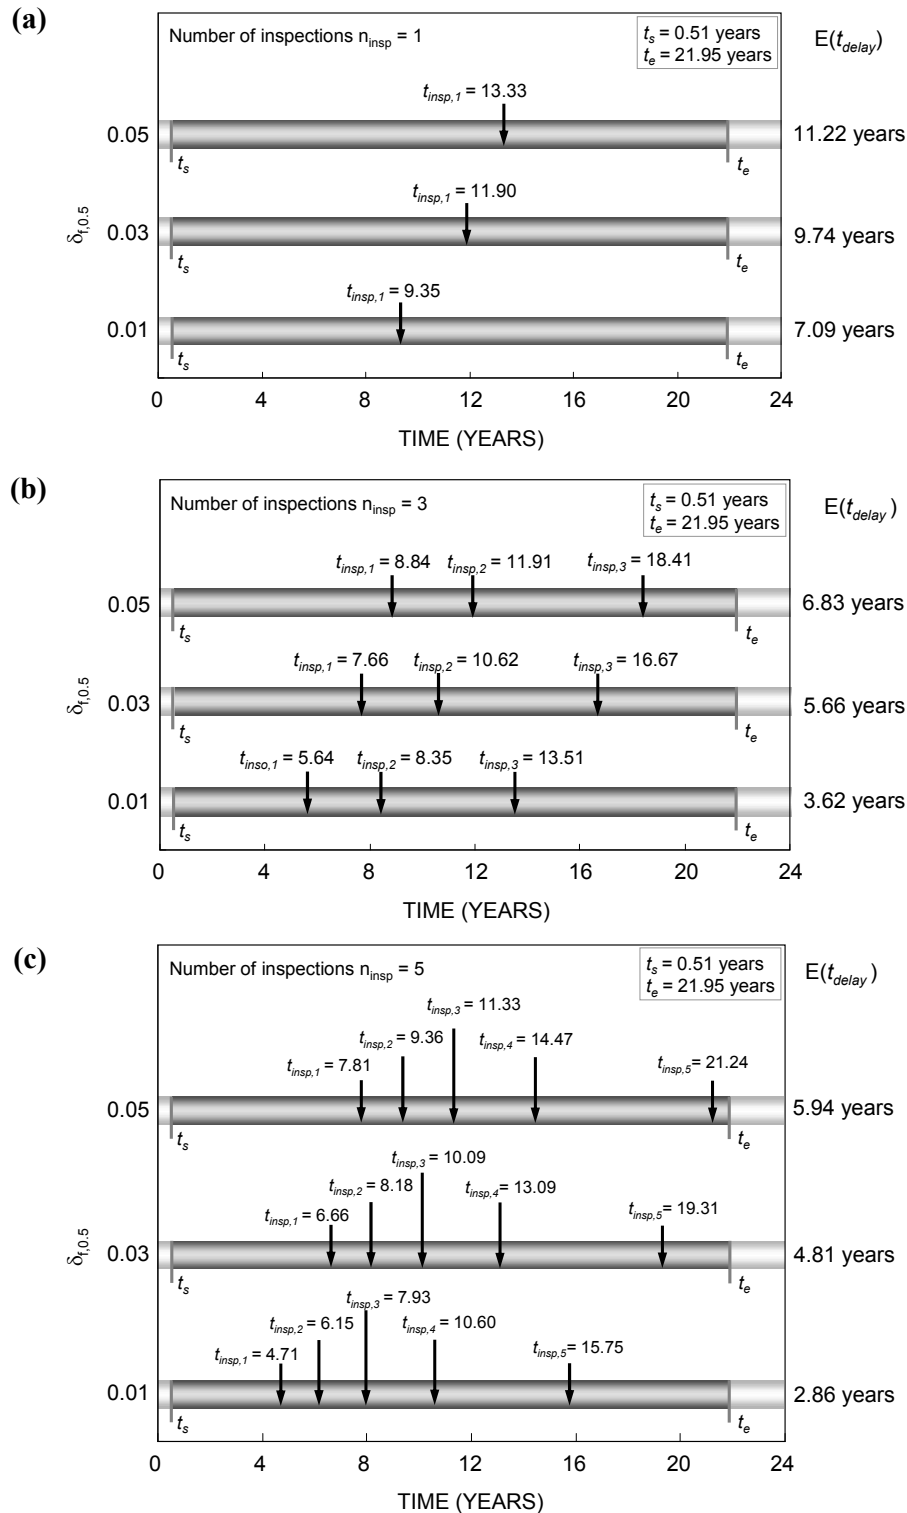 (a)
Number of inspections n_insp = 1
t_s = 0.51 years
t_e = 21.95 years
E(t_delay)
t_insp,1 = 13.33
0.05
11.22 years
t_s
t_e
t_insp,1 = 11.90
0.03
9.74 years
t_s
t_e
t_insp,1 = 9.35
0.01
7.09 years
t_s
t_e
δ_f,0.5
0 4 8 12 16 20 24
TIME (YEARS)
(b)
Number of inspections n_insp = 3
t_s = 0.51 years
t_e = 21.95 years
E(t_delay )
t_insp,1 = 8.84 t_insp,2 = 11.91 t_insp,3 = 18.41
0.05
6.83 years
t_s
t_e
t_insp,1 = 7.66 t_insp,2 = 10.62 t_insp,3 = 16.67
0.03
5.66 years
t_s
t_e
t_inso,1 = 5.64 t_insp,2 = 8.35 t_insp,3 = 13.51
0.01
3.62 years
t_s
t_e
δ_f,0.5
0 4 8 12 16 20 24
TIME (YEARS)
(c)
Number of inspections n_insp = 5
t_s = 0.51 years
t_e = 21.95 years
E(t_delay )
t_insp,3 = 11.33
t_insp,2 = 9.36 t_insp,4 = 14.47
t_insp,1 = 7.81 t_insp,5 = 21.24
0.05
5.94 years
t_s
t_e
t_insp,3 = 10.09
t_insp,2 = 8.18 t_insp,4 = 13.09
t_insp,1 = 6.66 t_insp,5 = 19.31
0.03
4.81 years
t_s
t_e
t_insp,3 = 7.93
t_insp,2 = 6.15 t_insp,4 = 10.60
t_insp,1 = 4.71 t_insp,5 = 15.75
0.01
2.86 years
t_s
t_e
δ_f,0.5
0 4 8 12 16 20 24
TIME (YEARS)